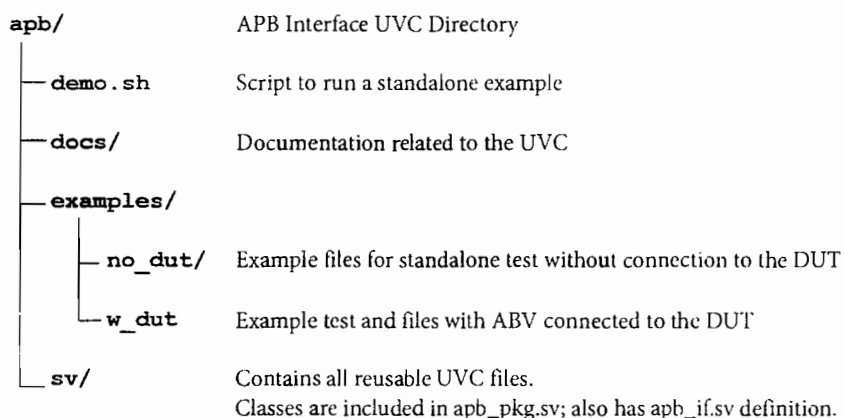 apb/ APB Interface UVC Directory
demo.sh Script to run a standalone example
docs/ Documentation related to the UVC
examples/
no_dut/ Example files for standalone test without connection to the DUT
w_dut Example test and files with ABV connected to the DUT
sv/ Contains all reusable UVC files.
Classes are included in apb_pkg.sv; also has apb_if.sv definition.